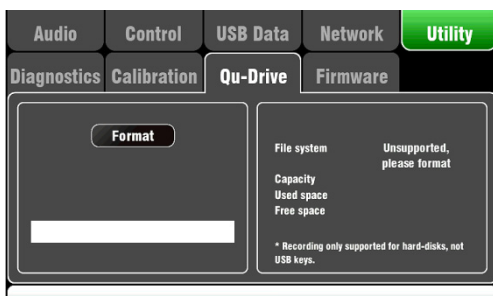 Audio Control USB Data Network Utility
Diagnostics Calibration Qu-Drive Firmware
Format
File system Unsupported,
please format
Capacity
Used space
Free space
* Recording only supported for hard-disks, not
USB keys.